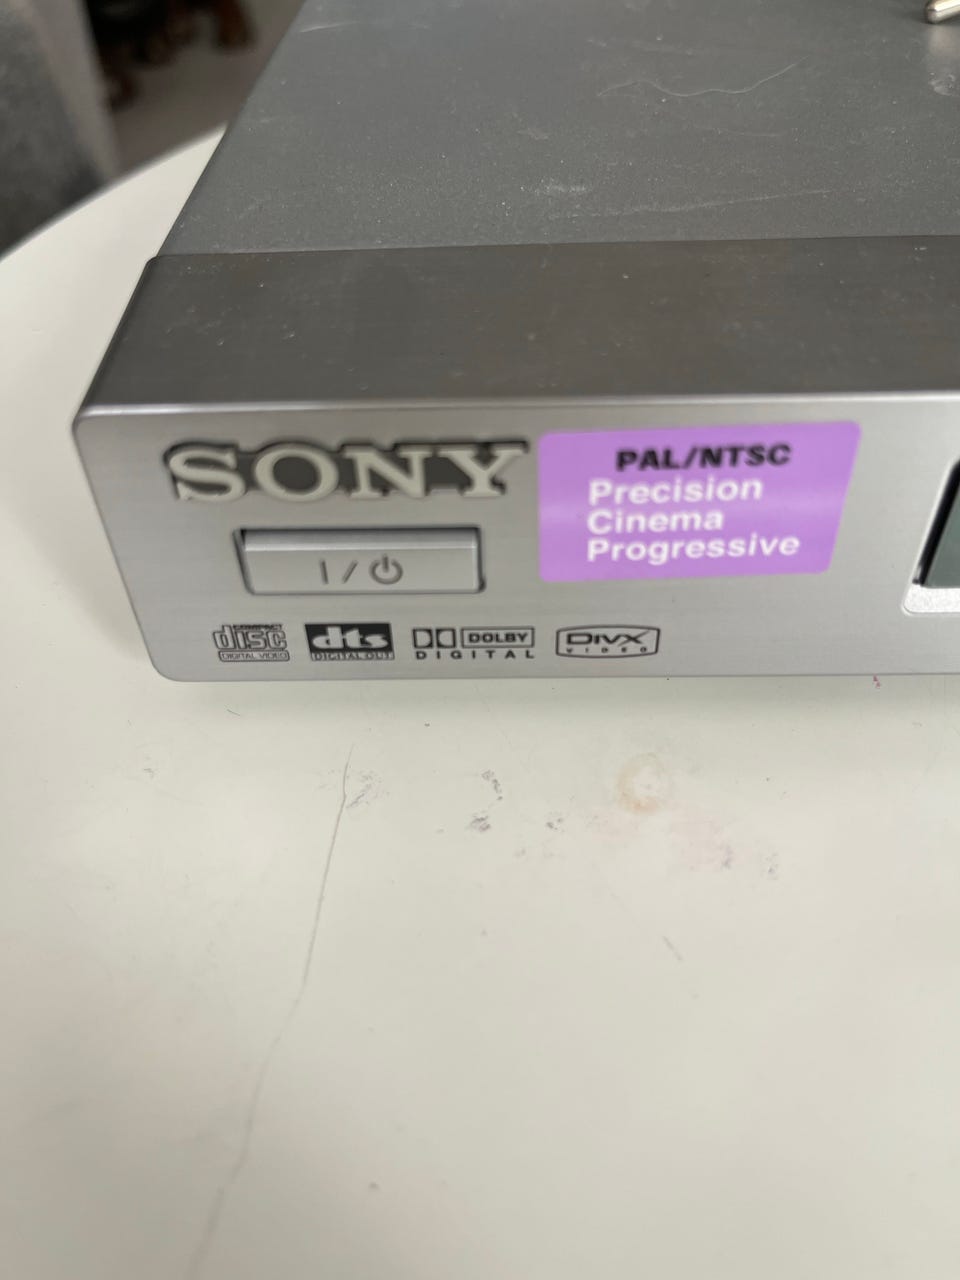 SONY
PAL/NTSC
Precision
Cinema
Progressive
I/⏻
COMPACT
disc
DIGITAL VIDEO
dts
DIGITAL OUT
DOLBY
DIGITAL
DIVX
VIDEO